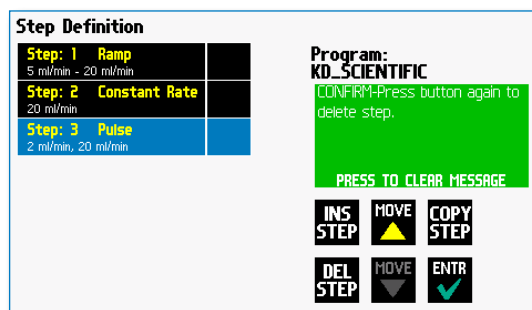 Step Definition
Step: 1 Ramp
5 ml/min - 20 ml/min
Step: 2 Constant Rate
20 ml/min
Step: 3 Pulse
2 ml/min, 20 ml/min
Program:
KD_SCIENTIFIC
CONFIRM-Press button again to
delete step.
PRESS TO CLEAR MESSAGE
INS
STEP
MOVE
COPY
STEP
DEL
STEP
MOVE
ENTR